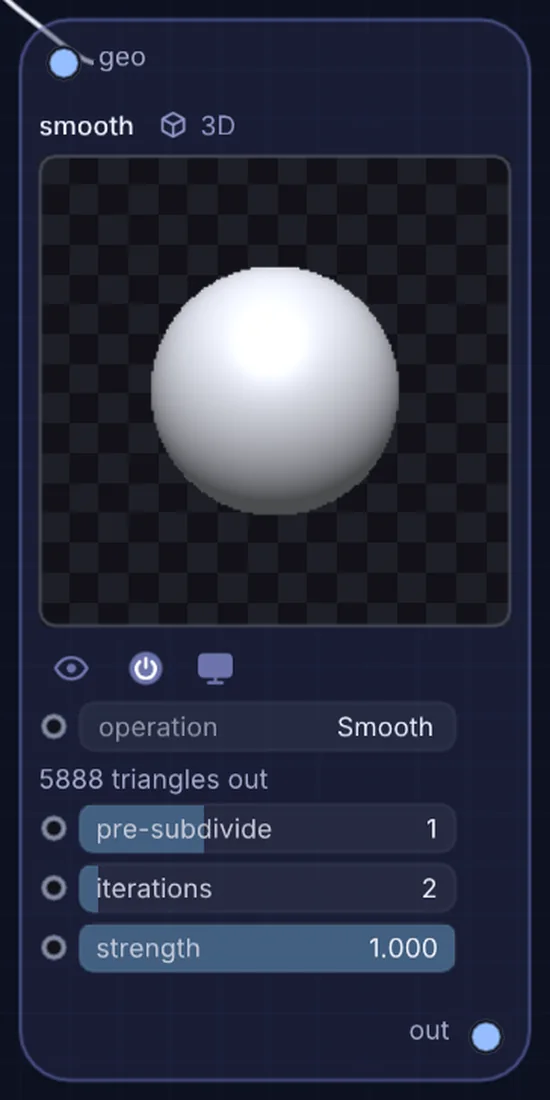 geo
smooth 3D
operation Smooth
5888 triangles out
pre-subdivide 1
iterations 2
strength 1.000
out